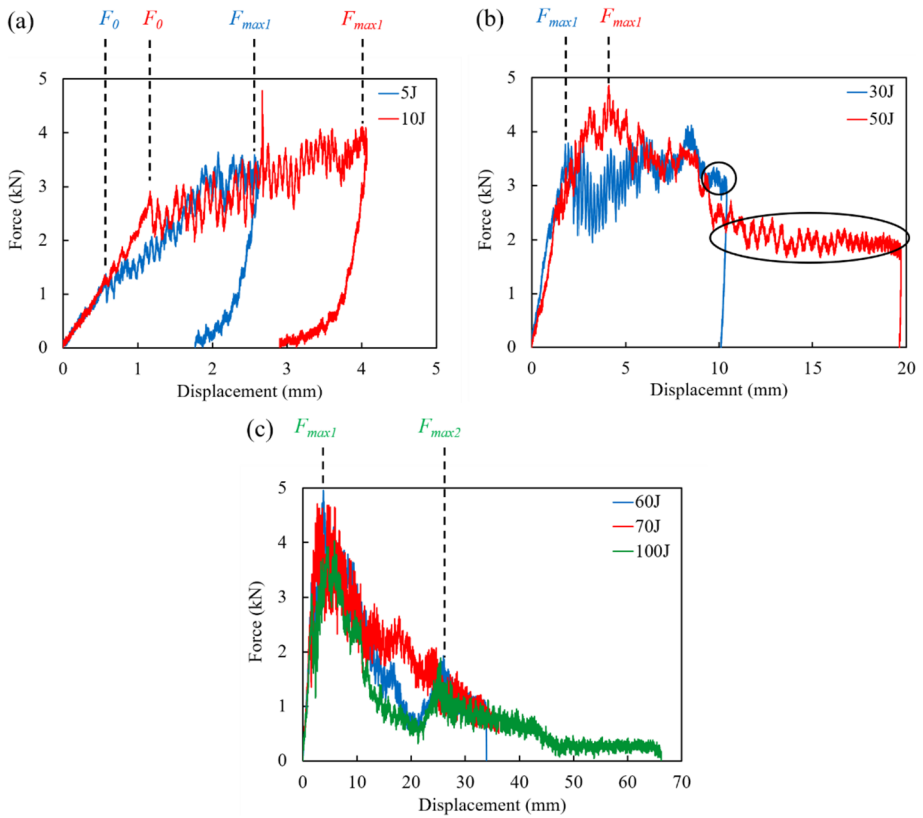 (a)
F0 F0 Fmax1 Fmax1
5
4
3
2
1
0
Force (kN)
5J
10J
0 1 2 3 4 5
Displacement (mm)
(b)
Fmax1 Fmax1
5
4
3
2
1
0
Force (kN)
30J
50J
0 5 10 15 20
Displacemnt (mm)
(c)
Fmax1 Fmax2
5
4
3
2
1
0
Force (kN)
60J
70J
100J
0 10 20 30 40 50 60 70
Displacement (mm)